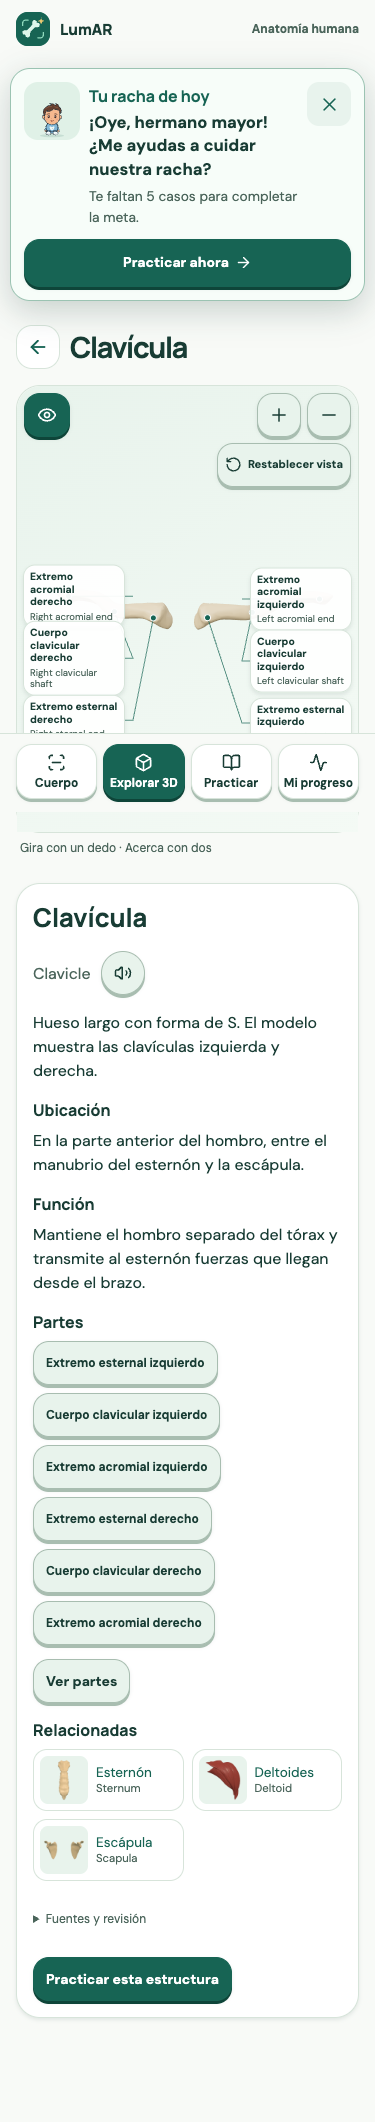 LumAR
Anatomía humana
Tu racha de hoy
¡Oye, hermano mayor!
¿Me ayudas a cuidar
nuestra racha?
Te faltan 5 casos para completar
la meta.
Practicar ahora
Clavícula
Restablecer vista
Extremo
acromial
derecho
Right acromial end
Cuerpo
clavicular
derecho
Right clavicular
shaft
Extremo esternal
derecho
Right sternal end
Extremo
acromial
izquierdo
Left acromial end
Cuerpo
clavicular
izquierdo
Left clavicular shaft
Extremo esternal
izquierdo
Cuerpo
Explorar 3D
Practicar
Mi progreso
Gira con un dedo · Acerca con dos
Clavícula
Clavicle
Hueso largo con forma de S. El modelo
muestra las clavículas izquierda y
derecha.
Ubicación
En la parte anterior del hombro, entre el
manubrio del esternón y la escápula.
Función
Mantiene el hombro separado del tórax y
transmite al esternón fuerzas que llegan
desde el brazo.
Partes
Extremo esternal izquierdo
Cuerpo clavicular izquierdo
Extremo acromial izquierdo
Extremo esternal derecho
Cuerpo clavicular derecho
Extremo acromial derecho
Ver partes
Relacionadas
Esternón
Sternum
Deltoides
Deltoid
Escápula
Scapula
Fuentes y revisión
Practicar esta estructura